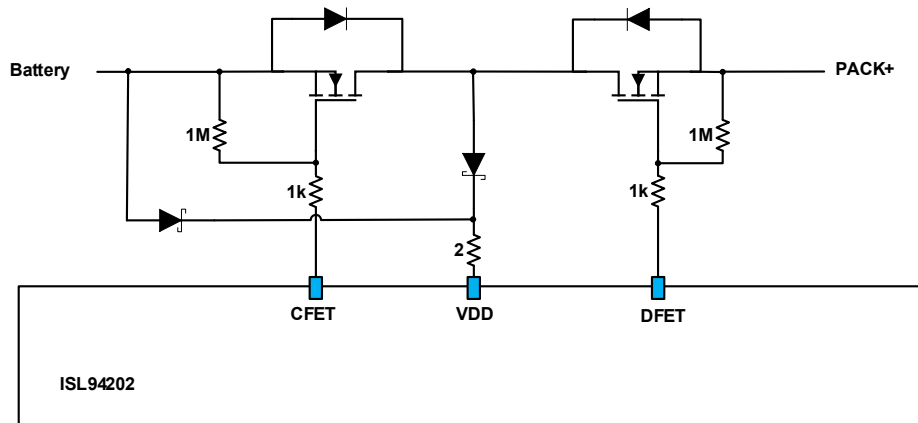 Battery
PACK+
1M
1M
1k
1k
2
CFET
VDD
DFET
ISL94202